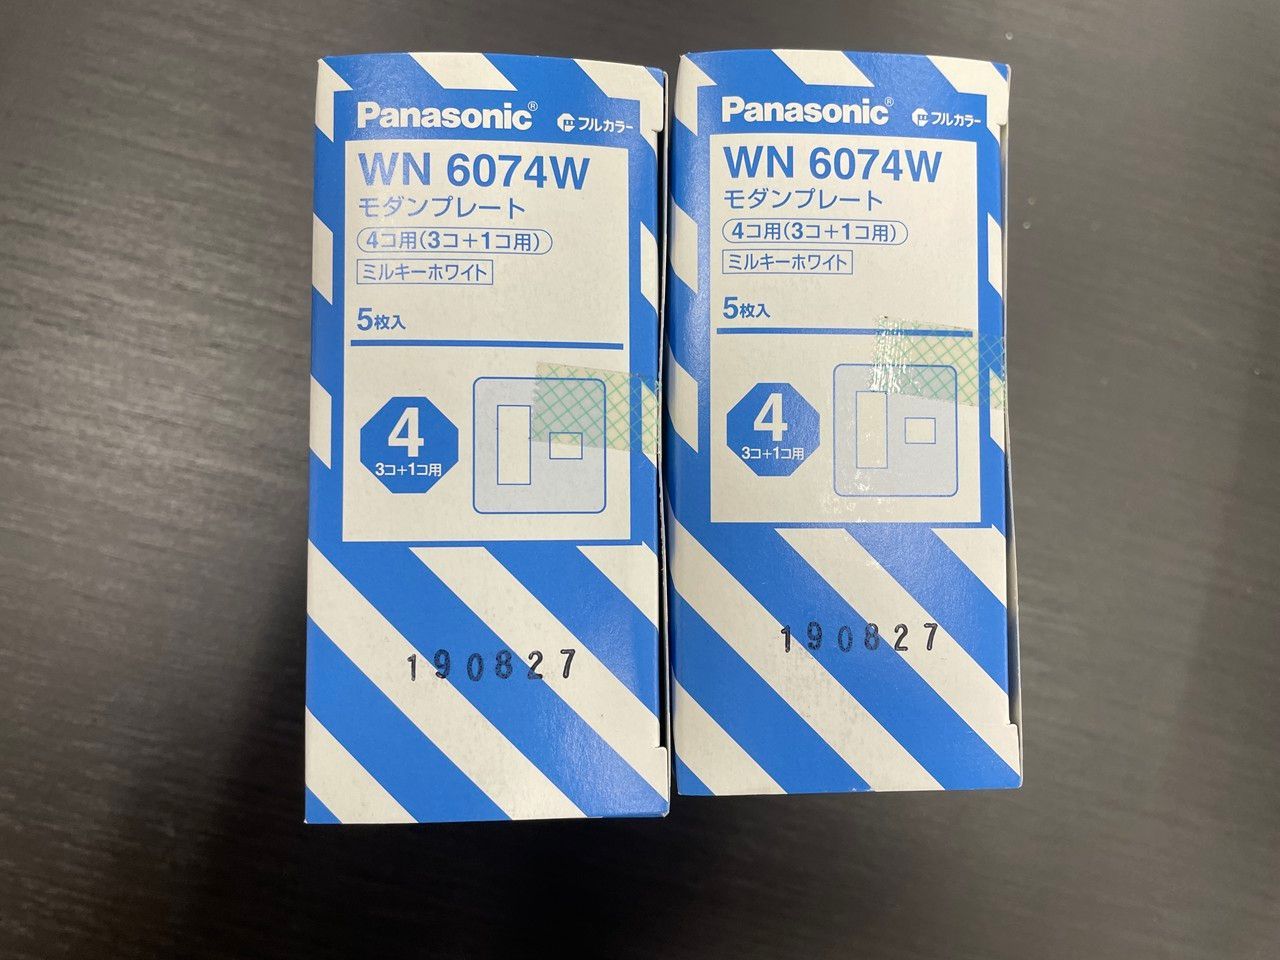 Panasonic® フルカラー
WN 6074W
モダンプレート
4コ用(3コ+1コ用)
ミルキーホワイト
5枚入
4
3コ+1コ用
190827
Panasonic® フルカラー
WN 6074W
モダンプレート
4コ用(3コ+1コ用)
ミルキーホワイト
5枚入
4
3コ+1コ用
190827